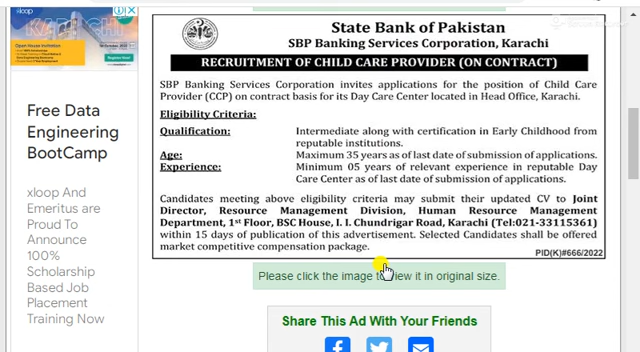 KARACHI
Open House Invitation
Free Data
Engineering
BootCamp
xloop And
Emeritus are
Proud To
Announce
100%
Scholarship
Based Job
Placement
Training Now
State Bank of Pakistan
SBP Banking Services Corporation, Karachi
RECRUITMENT OF CHILD CARE PROVIDER (ON CONTRACT)
SBP Banking Services Corporation invites applications for the position of Child Care
Provider (CCP) on contract basis for its Day Care Center located in Head Office, Karachi.
Eligibility Criteria:
Qualification: Intermediate along with certification in Early Childhood from
reputable institutions.
Age: Maximum 35 years as of last date of submission of applications.
Experience: Minimum 05 years of relevant experience in reputable Day
Care Center as of last date of submission of applications.
Candidates meeting above eligibility criteria may submit their updated CV to Joint
Director, Resource Management Division, Human Resource Management
Department, 1st Floor, BSC House, I. I. Chundrigar Road, Karachi (Tel:021-33115361)
within 15 days of publication of this advertisement. Selected Candidates shall be offered
market competitive compensation package.
PID(K)#666/2022
Please click the image to view it in original size.
Share This Ad With Your Friends